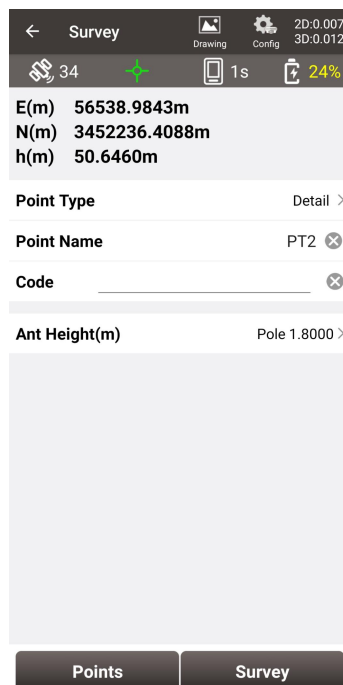 Survey
Drawing
Config
2D:0.007
3D:0.012
34
1s
24%
E(m) 56538.9843m
N(m) 3452236.4088m
h(m) 50.6460m
Point Type Detail
Point Name PT2
Code
Ant Height(m) Pole 1.8000
Points Survey